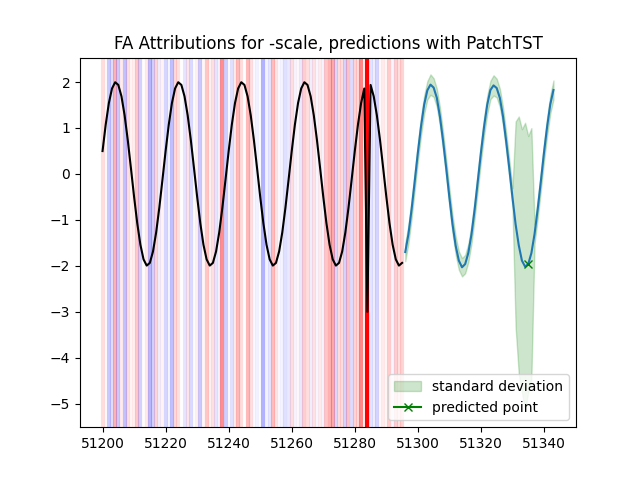 FA Attributions for -scale, predictions with PatchTST
2
1
0
−1
−2
−3
−4
−5
standard deviation
predicted point
51200 51220 51240 51260 51280 51300 51320 51340